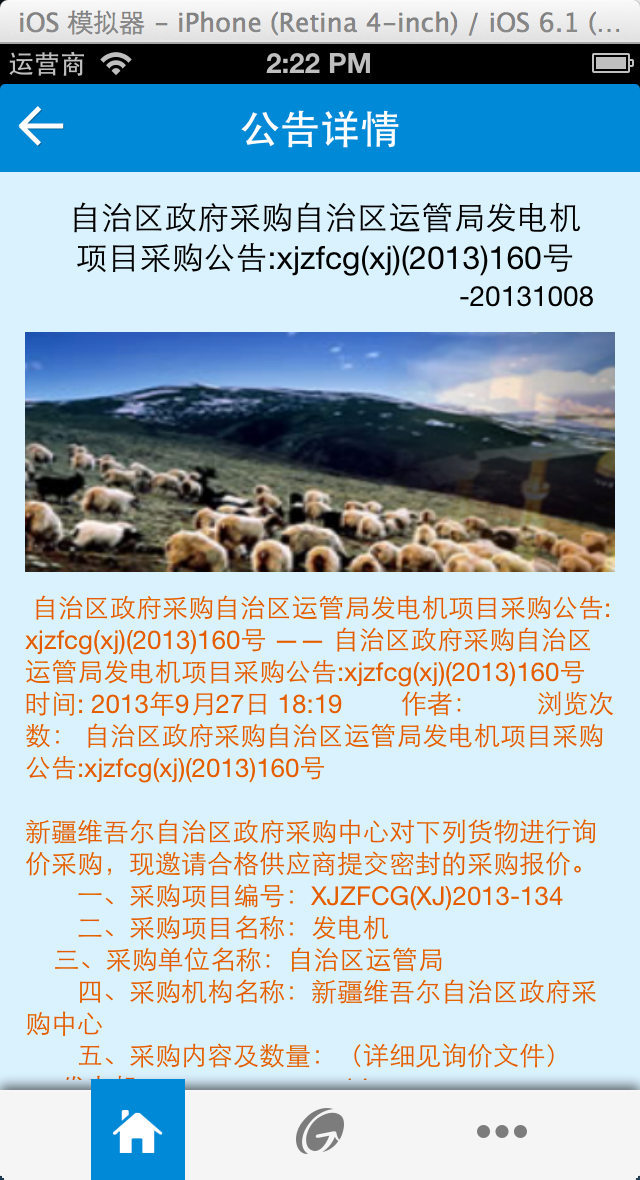 iOS 模拟器 – iPhone (Retina 4-inch) / iOS 6.1 (...
运营商 2:22 PM
公告详情
自治区政府采购自治区运管局发电机
项目采购公告:xjzfcg(xj)(2013)160号
-20131008
自治区政府采购自治区运管局发电机项目采购公告:
xjzfcg(xj)(2013)160号 —— 自治区政府采购自治区
运管局发电机项目采购公告:xjzfcg(xj)(2013)160号
时间: 2013年9月27日 18:19 作者： 浏览次
数： 自治区政府采购自治区运管局发电机项目采购
公告:xjzfcg(xj)(2013)160号
新疆维吾尔自治区政府采购中心对下列货物进行询
价采购，现邀请合格供应商提交密封的采购报价。
一、采购项目编号：XJZFCG(XJ)2013-134
二、采购项目名称：发电机
三、采购单位名称：自治区运管局
四、采购机构名称：新疆维吾尔自治区政府采
购中心
五、采购内容及数量：（详细见询价文件）